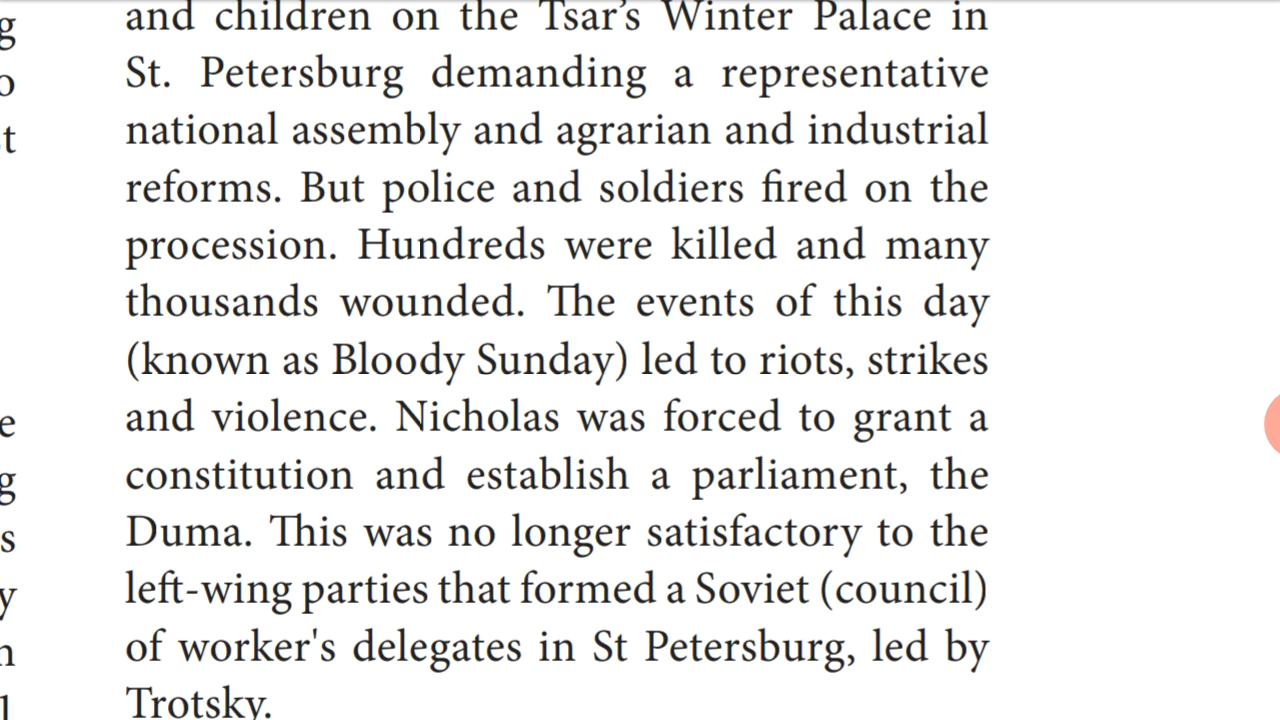 and children on the Tsar's Winter Palace in
St. Petersburg demanding a representative
national assembly and agrarian and industrial
reforms. But police and soldiers fired on the
procession. Hundreds were killed and many
thousands wounded. The events of this day
(known as Bloody Sunday) led to riots, strikes
and violence. Nicholas was forced to grant a
constitution and establish a parliament, the
Duma. This was no longer satisfactory to the
left-wing parties that formed a Soviet (council)
of worker's delegates in St Petersburg, led by
Trotsky.